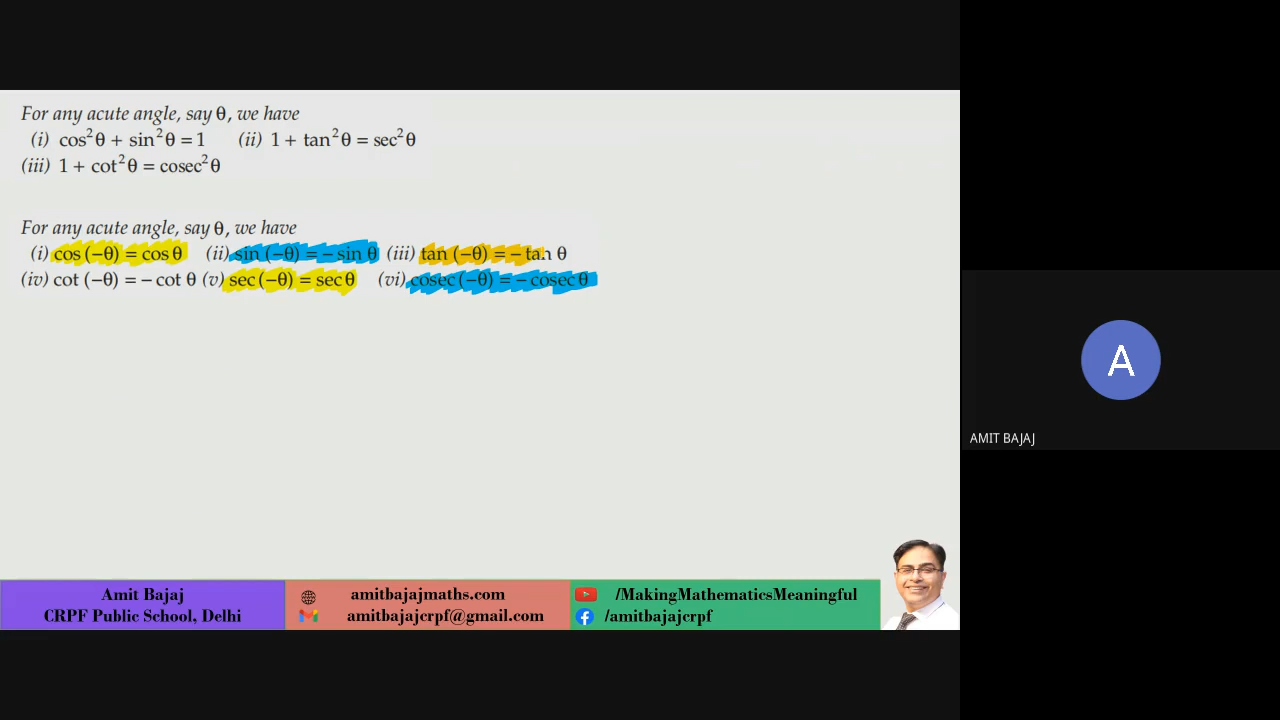 For any acute angle, say θ, we have
(i) cos²θ + sin²θ = 1 (ii) 1 + tan²θ = sec²θ
(iii) 1 + cot²θ = cosec²θ
For any acute angle, say θ, we have
(i) cos (−θ) = cos θ (ii) sin (−θ) = − sin θ (iii) tan (−θ) = − tan θ
(iv) cot (−θ) = − cot θ (v) sec (−θ) = sec θ (vi) cosec (−θ) = − cosec θ
A
AMIT BAJAJ
Amit Bajaj
CRPF Public School, Delhi
amitbajajmaths.com
amitbajajcrpf@gmail.com
/MakingMathematicsMeaningful
/amitbajajcrpf